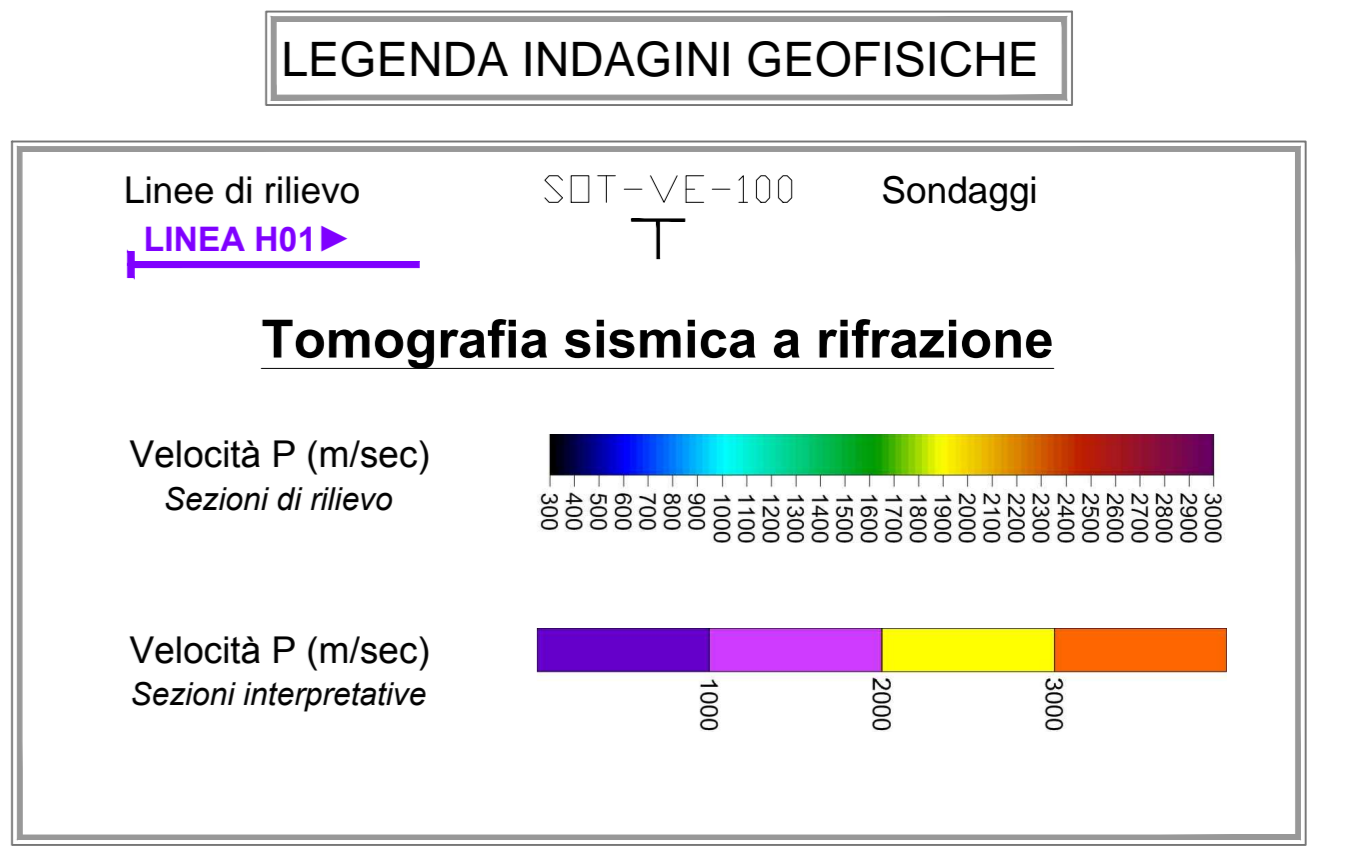 LEGENDA INDAGINI GEOFISICHE
Linee di rilievo
SOT-VE-100
Sondaggi
LINEA H01►
Tomografia sismica a rifrazione
Velocità P (m/sec)
Sezioni di rilievo
300 400 500 600 700 800 900 1000 1100 1200 1300 1400 1500 1600 1700 1800 1900 2000 2100 2200 2300 2400 2500 2600 2700 2800 2900 3000
Velocità P (m/sec)
Sezioni interpretative
1000 2000 3000